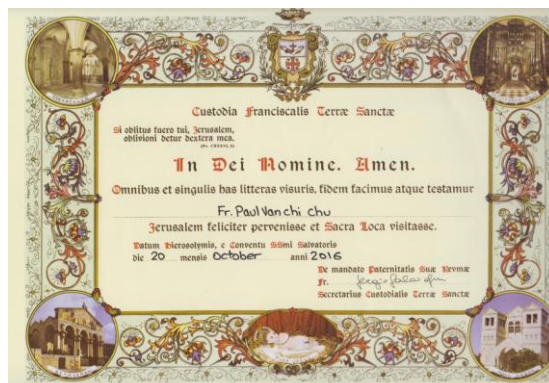 Custodia Franciscalis Terræ Sanctæ
Si oblitus fuero tui, Jerusalem,
oblivioni detur dextera mea.
In Dei Nomine. Amen.
Omnibus et singulis has litteras visuris, fidem facimus atque testamur
Fr. Paul Van chi chu
Jerusalem feliciter pervenisse et Sacra Loca visitasse.
Datum Hierosolymis, e Conventu SSmi Salvatoris
die 20 mensis October anni 2016
De mandato Paternitatis Suæ Revmæ
Fr.
Secretarius Custodialis Terræ Sanctæ